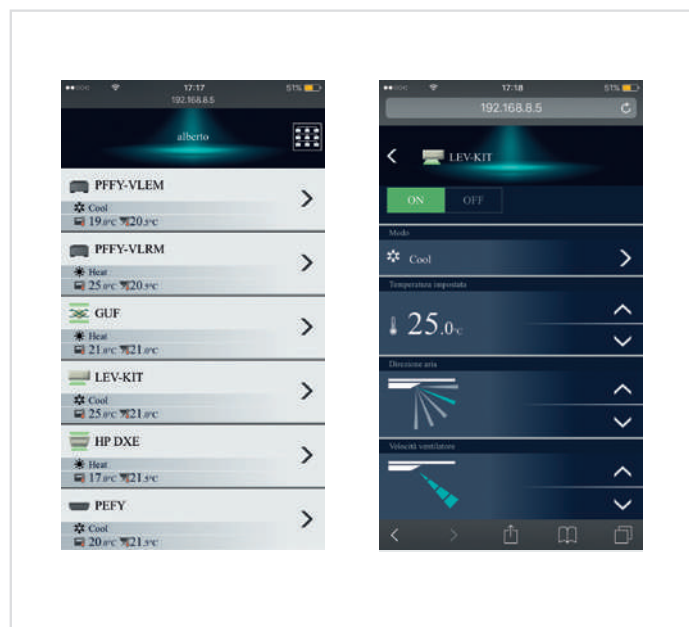 17:17
51%
192.168.8.5
alberto
PFFY-VLEM
Cool
19.0°C 20.5°C
PFFY-VLRM
Heat
25.0°C 20.5°C
GUF
Heat
21.0°C 21.0°C
LEV-KIT
Cool
25.0°C 21.0°C
HP DXE
Heat
17.0°C 21.5°C
PEFY
Cool
20.0°C 21.5°C
17:18
51%
192.168.8.5
LEV-KIT
ON OFF
Modo
Cool
Temperatura impostata
25.0°C
Direzione aria
Velocità ventilatore